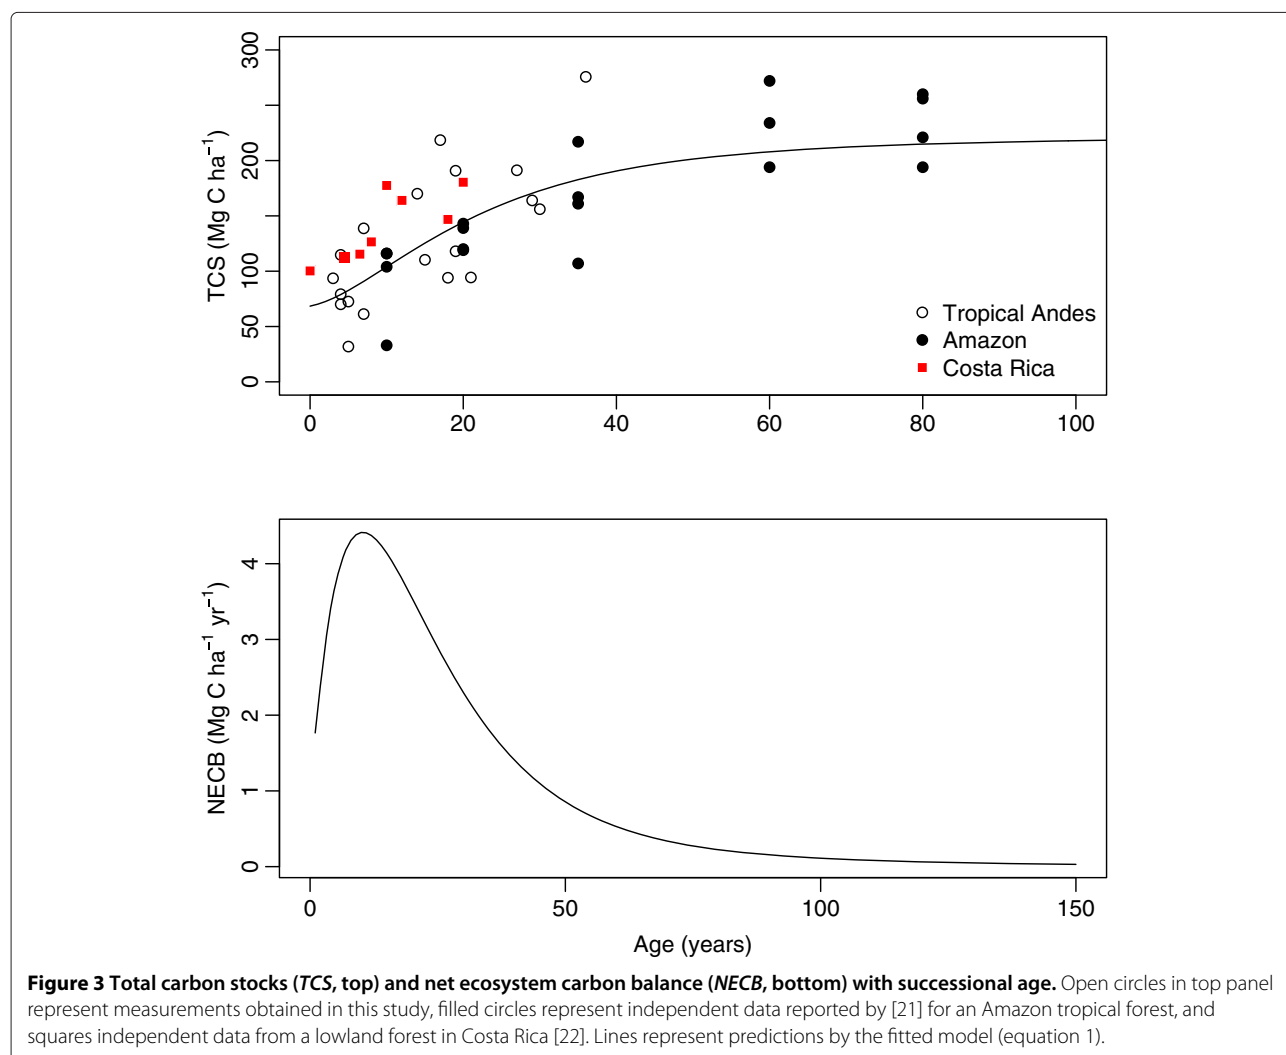 300
200
100
50
0
TCS (Mg C ha⁻¹)
Tropical Andes
Amazon
Costa Rica
0 20 40 60 80 100
4
3
2
1
0
NECB (Mg C ha⁻¹ yr⁻¹)
0 50 100 150
Age (years)
Figure 3 Total carbon stocks (TCS, top) and net ecosystem carbon balance (NECB, bottom) with successional age. Open circles in top panel
represent measurements obtained in this study, filled circles represent independent data reported by [21] for an Amazon tropical forest, and
squares independent data from a lowland forest in Costa Rica [22]. Lines represent predictions by the fitted model (equation 1).